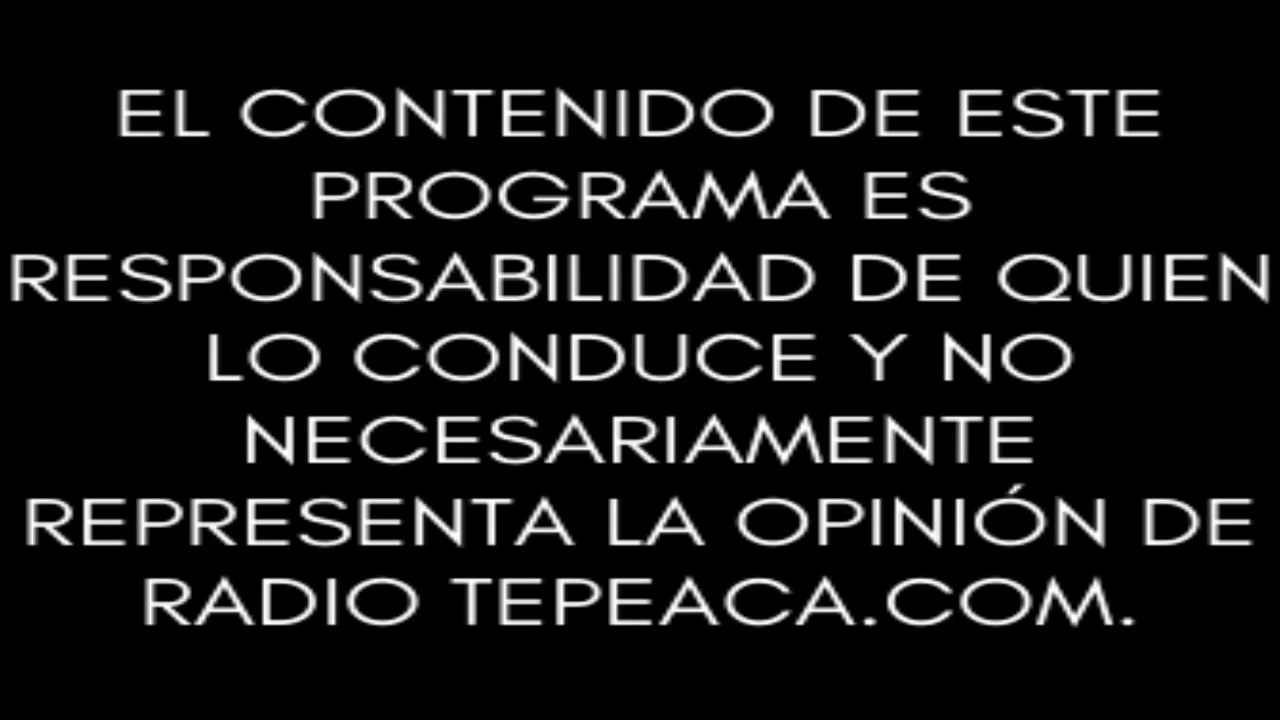 EL CONTENIDO DE ESTE
PROGRAMA ES
RESPONSABILIDAD DE QUIEN
LO CONDUCE Y NO
NECESARIAMENTE
REPRESENTA LA OPINIÓN DE
RADIO TEPEACA.COM.